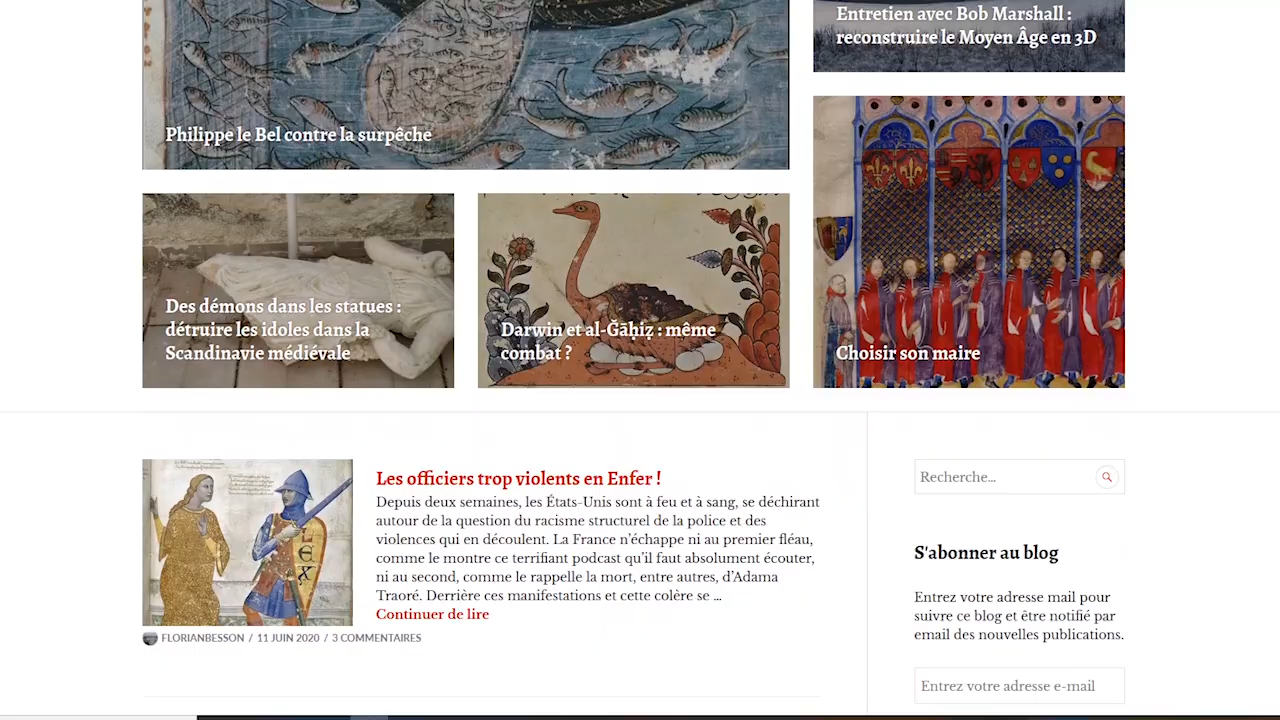 Entretien avec Bob Marshall :
reconstruire le Moyen Âge en 3D
Philippe le Bel contre la surpêche
Des démons dans les statues :
détruire les idoles dans la
Scandinavie médiévale
Darwin et al-Ǧāḥiẓ : même
combat ?
Choisir son maire
Les officiers trop violents en Enfer !
Depuis deux semaines, les États-Unis sont à feu et à sang, se déchirant
autour de la question du racisme structurel de la police et des
violences qui en découlent. La France n’échappe ni au premier fléau,
comme le montre ce terrifiant podcast qu’il faut absolument écouter,
ni au second, comme le rappelle la mort, entre autres, d’Adama
Traoré. Derrière ces manifestations et cette colère se …
Continuer de lire
FLORIANBESSON / 11 JUIN 2020 / 3 COMMENTAIRES
Recherche…
S'abonner au blog
Entrez votre adresse mail pour
suivre ce blog et être notifié par
email des nouvelles publications.
Entrez votre adresse e-mail
LEX